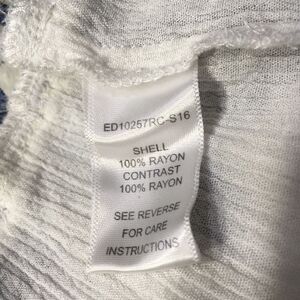 ED10257RC-S16
SHELL
100% RAYON
CONTRAST
100% RAYON
SEE REVERSE
FOR CARE
INSTRUCTIONS